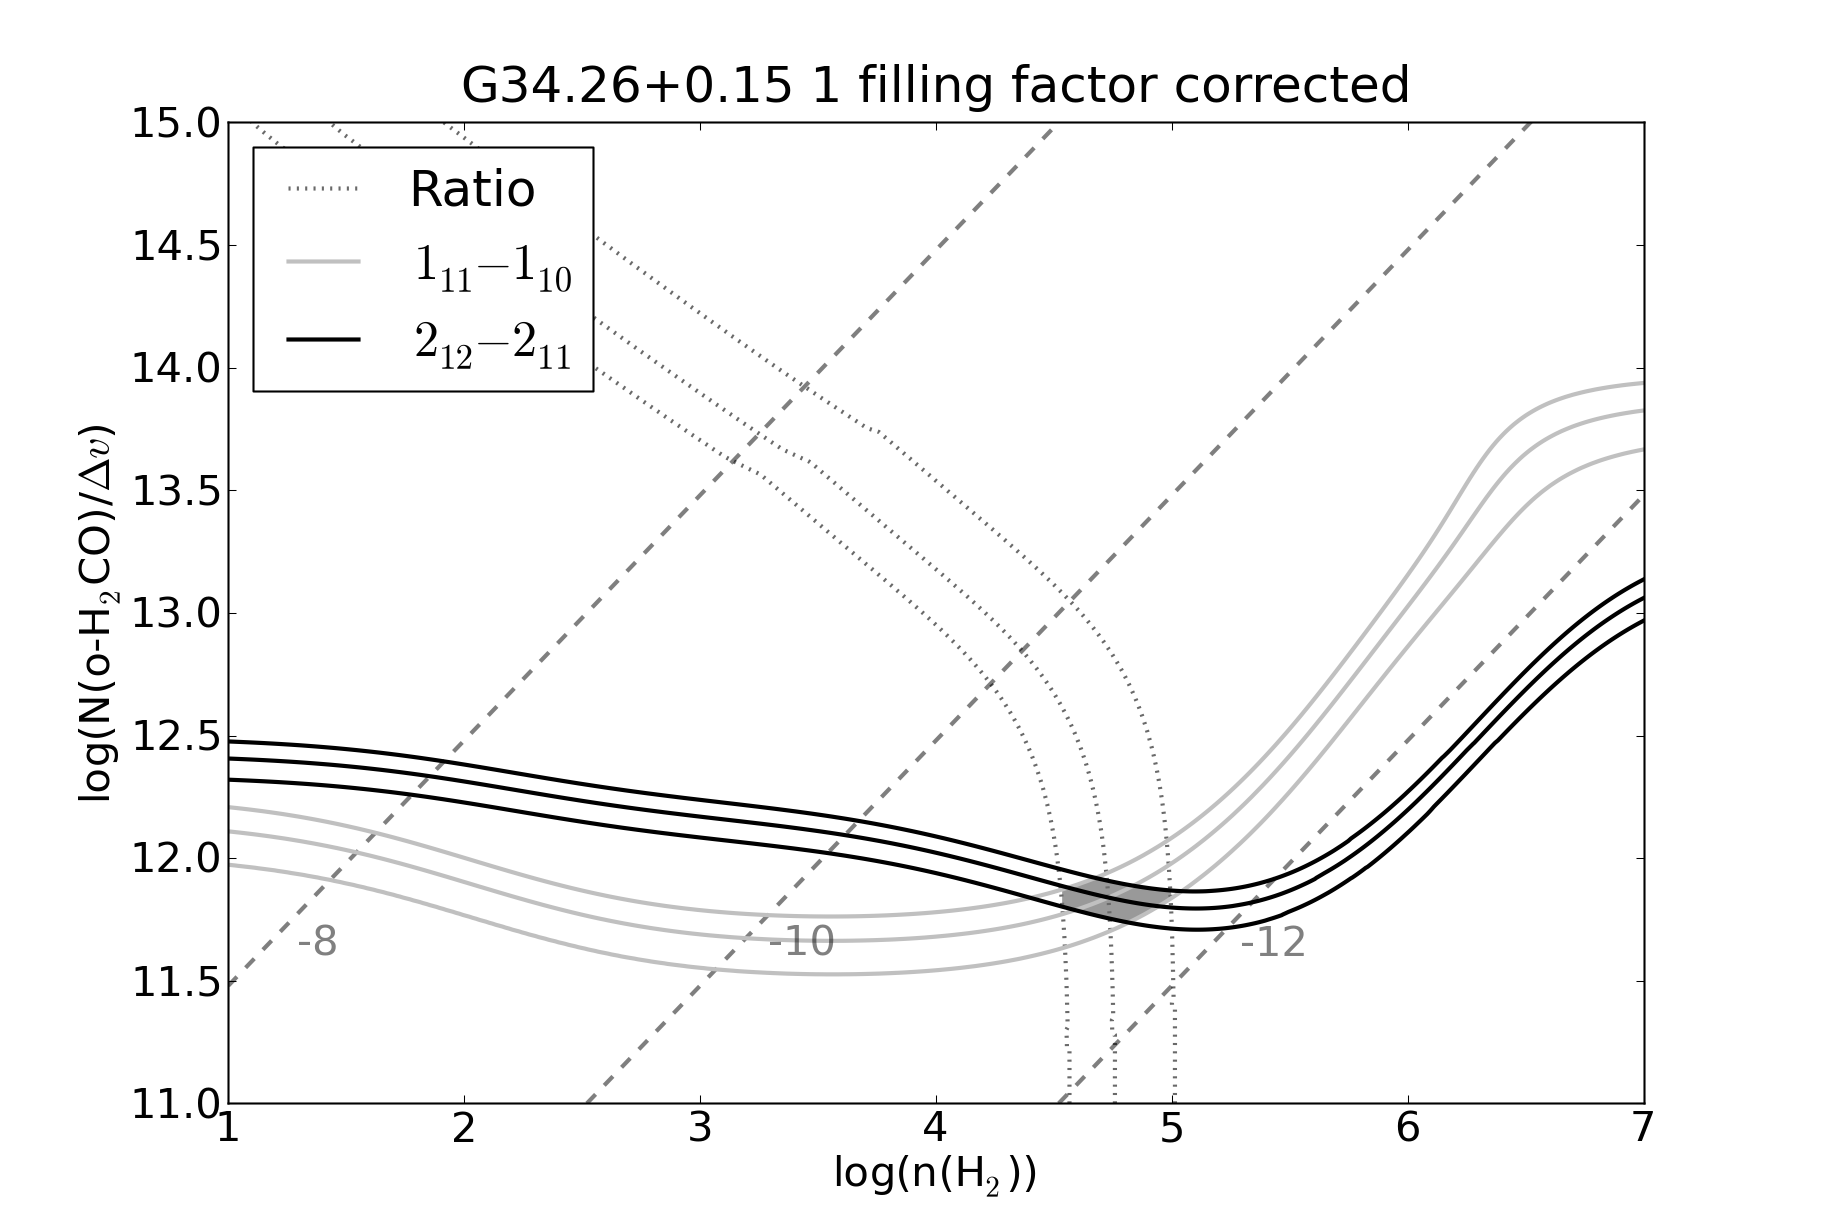 G34.26+0.15 1 filling factor corrected
15.0
14.5
14.0
13.5
13.0
12.5
12.0
11.5
11.0
log(N(o-H₂CO)/Δv)
Ratio
1₁₁−1₁₀
2₁₂−2₁₁
-8
-10
-12
1 2 3 4 5 6 7
log(n(H₂))